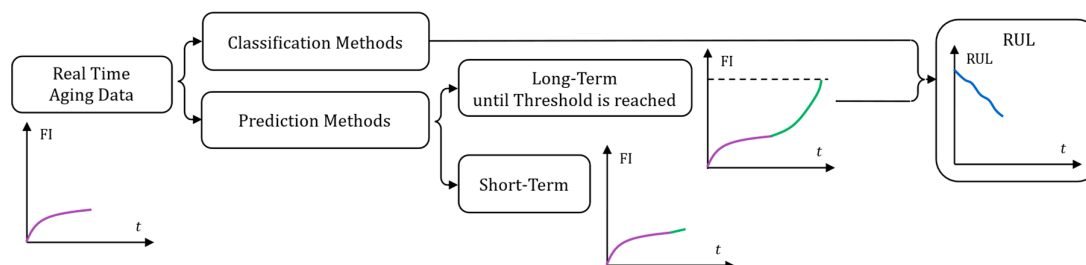 Real Time
Aging Data
FI
t
Classification Methods
Prediction Methods
Long-Term
until Threshold is reached
Short-Term
FI
t
FI
t
RUL
RUL
t